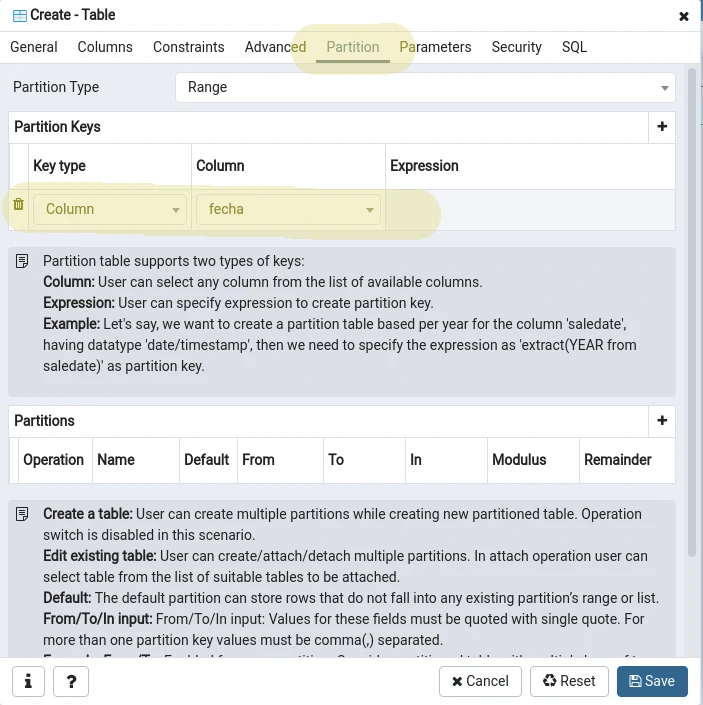 Create - Table
General Columns Constraints Advanced Partition Parameters Security SQL
Partition Type Range
Partition Keys
Key type Column Expression
Column fecha
Partition table supports two types of keys:
Column: User can select any column from the list of available columns.
Expression: User can specify expression to create partition key.
Example: Let's say, we want to create a partition table based per year for the column 'saledate',
having datatype 'date/timestamp', then we need to specify the expression as 'extract(YEAR from
saledate)' as partition key.
Partitions
Operation Name Default From To In Modulus Remainder
Create a table: User can create multiple partitions while creating new partitioned table. Operation
switch is disabled in this scenario.
Edit existing table: User can create/attach/detach multiple partitions. In attach operation user can
select table from the list of suitable tables to be attached.
Default: The default partition can store rows that do not fall into any existing partition’s range or list.
From/To/In input: From/To/In input: Values for these fields must be quoted with single quote. For
more than one partition key values must be comma(,) separated.
Cancel Reset Save